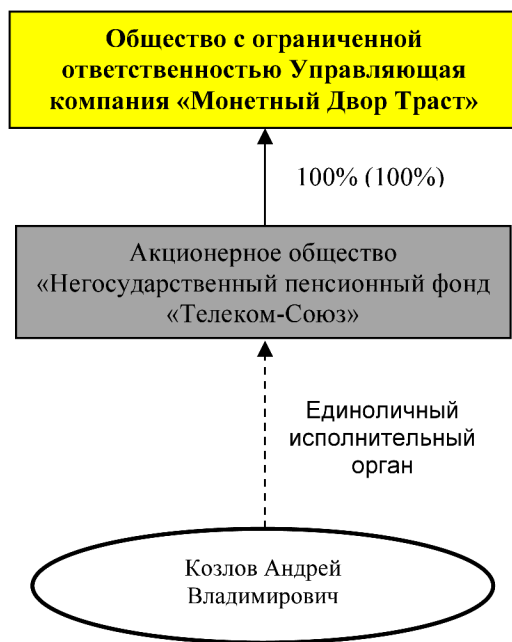 Общество с ограниченной
ответственностью Управляющая
компания «Монетный Двор Траст»
100% (100%)
Акционерное общество
«Негосударственный пенсионный фонд
«Телеком-Союз»
Единоличный
исполнительный
орган
Козлов Андрей
Владимирович